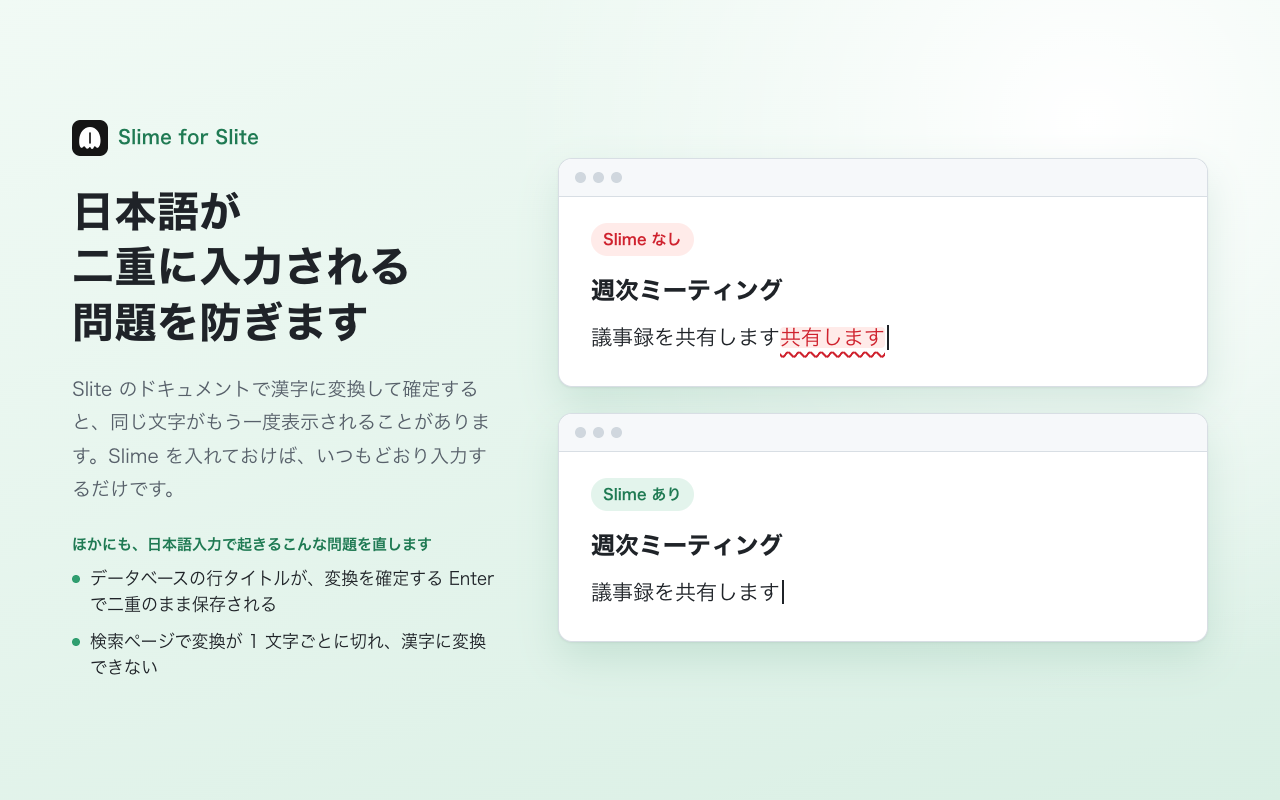 Slime for Slite
日本語が
二重に入力される
問題を防ぎます
Slite のドキュメントで漢字に変換して確定する
と、同じ文字がもう一度表示されることがありま
す。Slime を入れておけば、いつもどおり入力す
るだけです。
ほかにも、日本語入力で起きるこんな問題を直します
データベースの行タイトルが、変換を確定する Enter
で二重のまま保存される
検索ページで変換が 1 文字ごとに切れ、漢字に変換
できない
Slime なし
週次ミーティング
議事録を共有します共有します
Slime あり
週次ミーティング
議事録を共有します